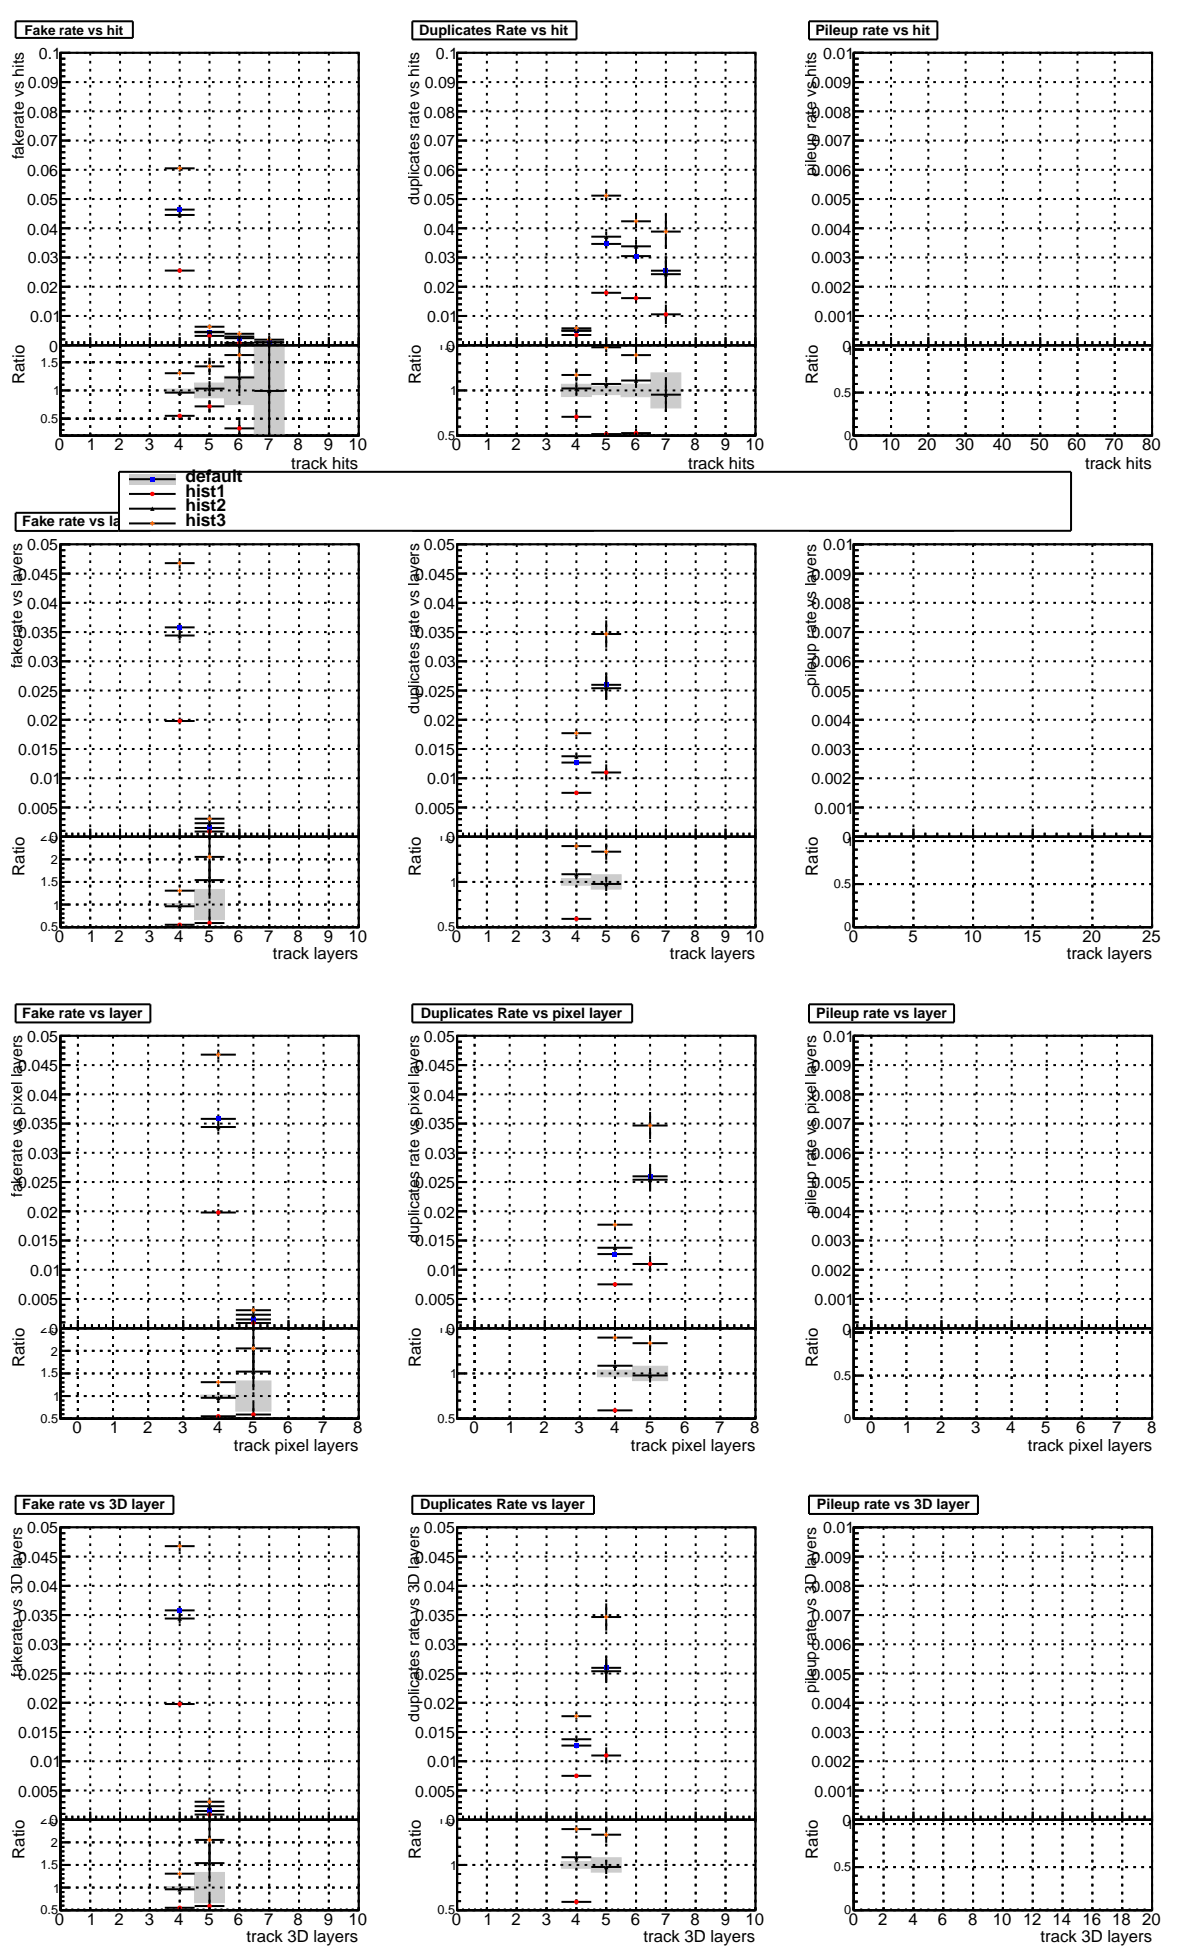 Fake rate vs hit
Duplicates Rate vs hit
Pileup rate vs hit
fakerate vs hits
0.1
0.09
0.08
0.07
0.06
0.05
0.04
0.03
0.02
0.01
0
Ratio
1.5
1
0.5
0 1 2 3 4 5 6 7 8 9 10
track hits
duplicates rate vs hits
0.1
0.09
0.08
0.07
0.06
0.05
0.04
0.03
0.02
0.01
0
Ratio
1
0.5
0 1 2 3 4 5 6 7 8 9 10
track hits
pileup rate vs hits
0.01
0.009
0.008
0.007
0.006
0.005
0.004
0.003
0.002
0.001
0
Ratio
1
0.5
0
0 10 20 30 40 50 60 70 80
track hits
default
hist1
hist2
hist3
Fake rate vs la
fakerate vs layers
0.05
0.045
0.04
0.035
0.03
0.025
0.02
0.015
0.01
0.005
0
Ratio
2
1.5
1
0.5
0 1 2 3 4 5 6 7 8 9 10
track layers
duplicates rate vs layers
0.05
0.045
0.04
0.035
0.03
0.025
0.02
0.015
0.01
0.005
0
Ratio
1
0.5
0 1 2 3 4 5 6 7 8 9 10
track layers
pileup rate vs layers
0.01
0.009
0.008
0.007
0.006
0.005
0.004
0.003
0.002
0.001
0
Ratio
1
0.5
0
0 5 10 15 20 25
track layers
Fake rate vs layer
Duplicates Rate vs pixel layer
Pileup rate vs layer
fakerate vs pixel layers
0.05
0.045
0.04
0.035
0.03
0.025
0.02
0.015
0.01
0.005
0
Ratio
2
1.5
1
0.5
0 1 2 3 4 5 6 7 8
track pixel layers
duplicates rate vs pixel layers
0.05
0.045
0.04
0.035
0.03
0.025
0.02
0.015
0.01
0.005
0
Ratio
1
0.5
0 1 2 3 4 5 6 7 8
track pixel layers
pileup rate vs pixel layers
0.01
0.009
0.008
0.007
0.006
0.005
0.004
0.003
0.002
0.001
0
Ratio
1
0.5
0
0 1 2 3 4 5 6 7 8
track pixel layers
Fake rate vs 3D layer
Duplicates Rate vs layer
Pileup rate vs 3D layer
fakerate vs 3D layers
0.05
0.045
0.04
0.035
0.03
0.025
0.02
0.015
0.01
0.005
0
Ratio
2
1.5
1
0.5
0 1 2 3 4 5 6 7 8 9 10
track 3D layers
duplicates rate vs 3D layers
0.05
0.045
0.04
0.035
0.03
0.025
0.02
0.015
0.01
0.005
0
Ratio
1
0.5
0 1 2 3 4 5 6 7 8 9 10
track 3D layers
pileup rate vs 3D layers
0.01
0.009
0.008
0.007
0.006
0.005
0.004
0.003
0.002
0.001
0
Ratio
1
0.5
0
0 2 4 6 8 10 12 14 16 18 20
track 3D layers